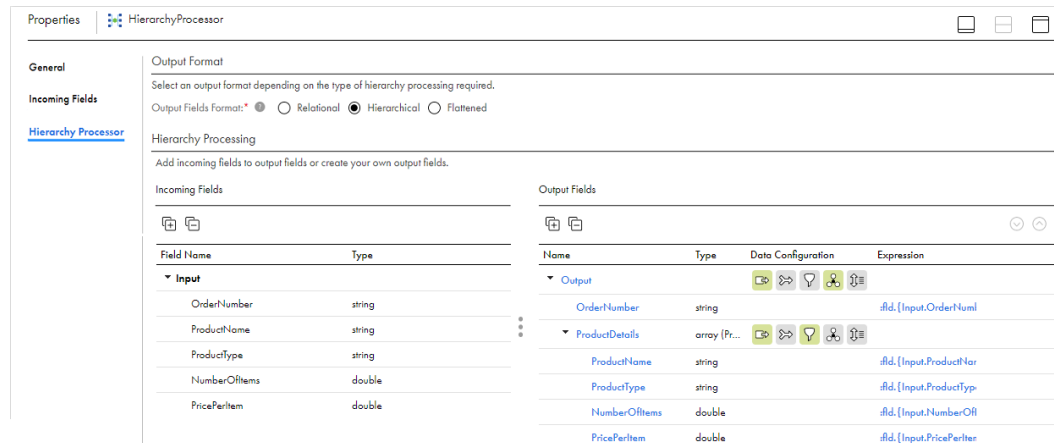 Properties HierarchyProcessor
General
Incoming Fields
Hierarchy Processor
Output Format
Select an output format depending on the type of hierarchy processing required.
Output Fields Format:* Relational Hierarchical Flattened
Hierarchy Processing
Add incoming fields to output fields or create your own output fields.
Incoming Fields
Field Name Type
Input
OrderNumber string
ProductName string
ProductType string
NumberOfItems double
PricePerItem double
Output Fields
Name Type Data Configuration Expression
Output
OrderNumber string :fld.{Input.OrderNuml
ProductDetails array (Pr...
ProductName string :fld.{Input.ProductNar
ProductType string :fld.{Input.ProductType
NumberOfItems double :fld.{Input.NumberOfI
PricePerItem double :fld.{Input.PricePerIter